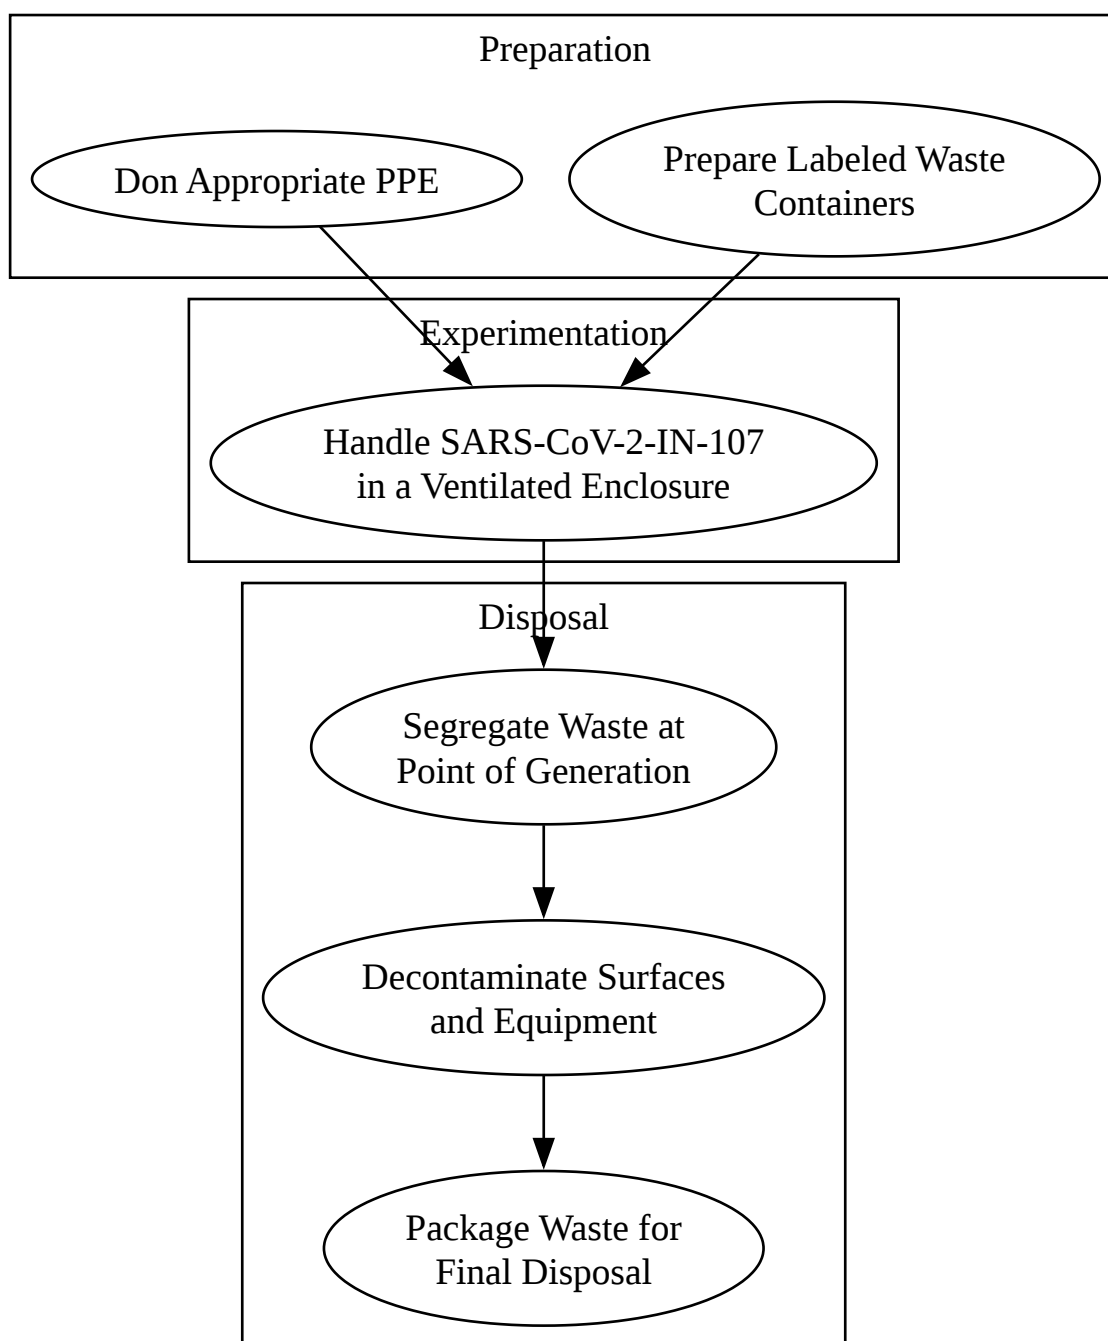 Preparation
Don Appropriate PPE
Prepare Labeled Waste
Containers
Experimentation
Handle SARS-CoV-2-IN-107
in a Ventilated Enclosure
Disposal
Segregate Waste at
Point of Generation
Decontaminate Surfaces
and Equipment
Package Waste for
Final Disposal